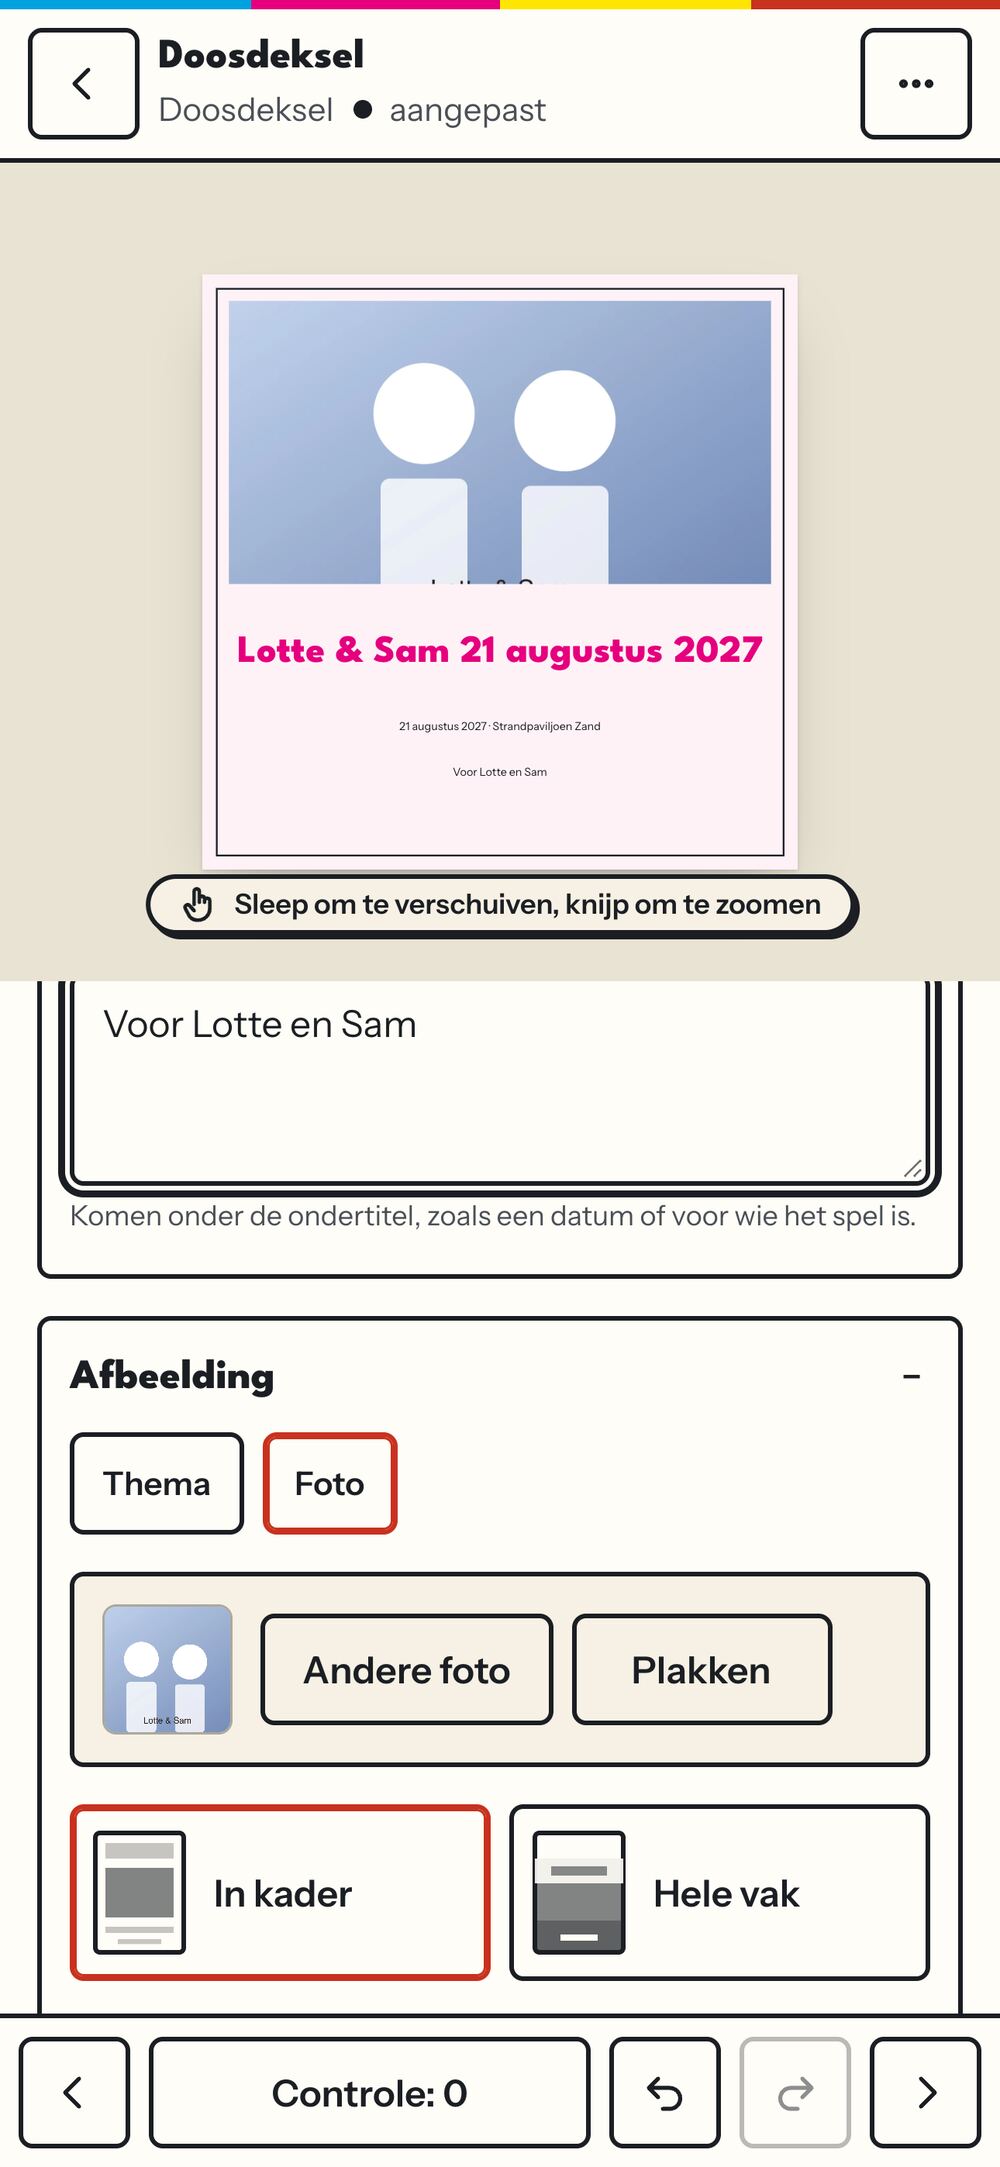 Doosdeksel
Doosdeksel ● aangepast
Lotte & Sam 21 augustus 2027
21 augustus 2027 · Strandpaviljoen Zand
Voor Lotte en Sam
Sleep om te verschuiven, knijp om te zoomen
Voor Lotte en Sam
Komen onder de ondertitel, zoals een datum of voor wie het spel is.
Afbeelding
Thema
Foto
Lotte & Sam
Andere foto
Plakken
In kader
Hele vak
Controle: 0